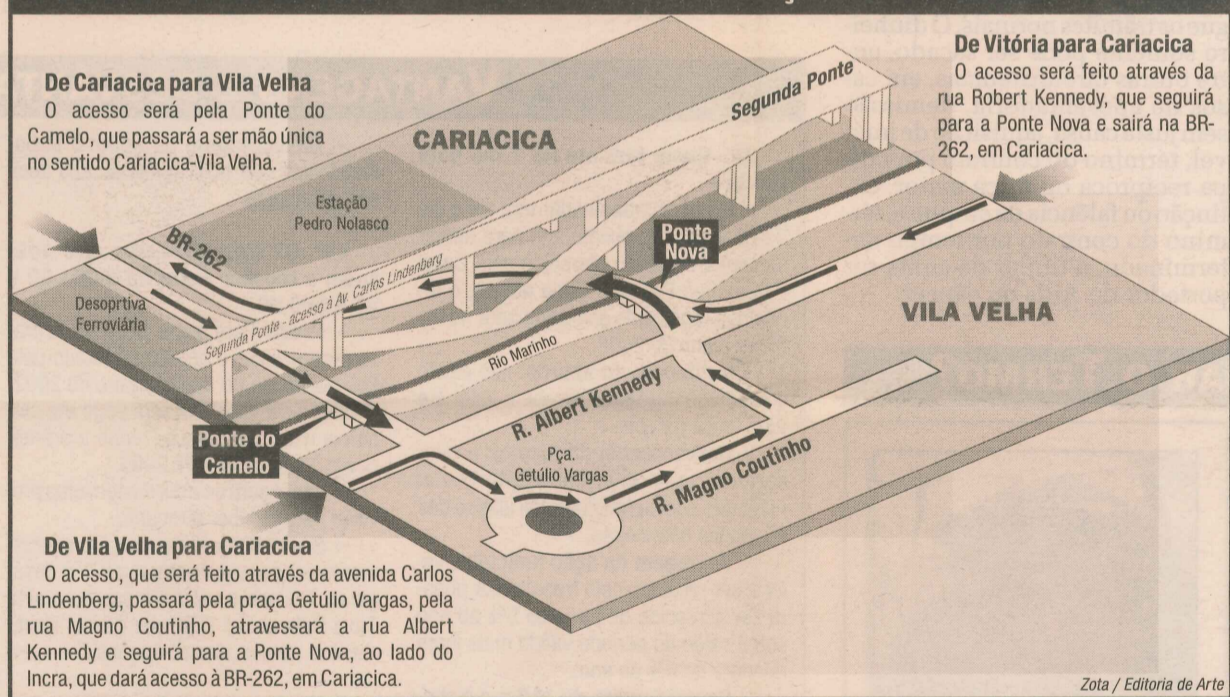 De Cariacica para Vila Velha
O acesso será pela Ponte do
Camelo, que passará a ser mão única
no sentido Cariacica-Vila Velha.
De Vitória para Cariacica
O acesso será feito através da
rua Robert Kennedy, que seguirá
para a Ponte Nova e sairá na BR-
262, em Cariacica.
CARIACICA
Segunda Ponte
Estação
Pedro Nolasco
BR-262
Ponte
Nova
Desoprtiva
Ferroviária
Segunda Ponte - acesso à Av. Carlos Lindenberg
VILA VELHA
Rio Marinho
R. Albert Kennedy
Ponte do
Camelo
Pça.
Getúlio Vargas
R. Magno Coutinho
De Vila Velha para Cariacica
O acesso, que será feito através da avenida Carlos
Lindenberg, passará pela praça Getúlio Vargas, pela
rua Magno Coutinho, atravessará a rua Albert
Kennedy e seguirá para a Ponte Nova, ao lado do
Incra, que dará acesso à BR-262, em Cariacica.
Zota / Editoria de Arte